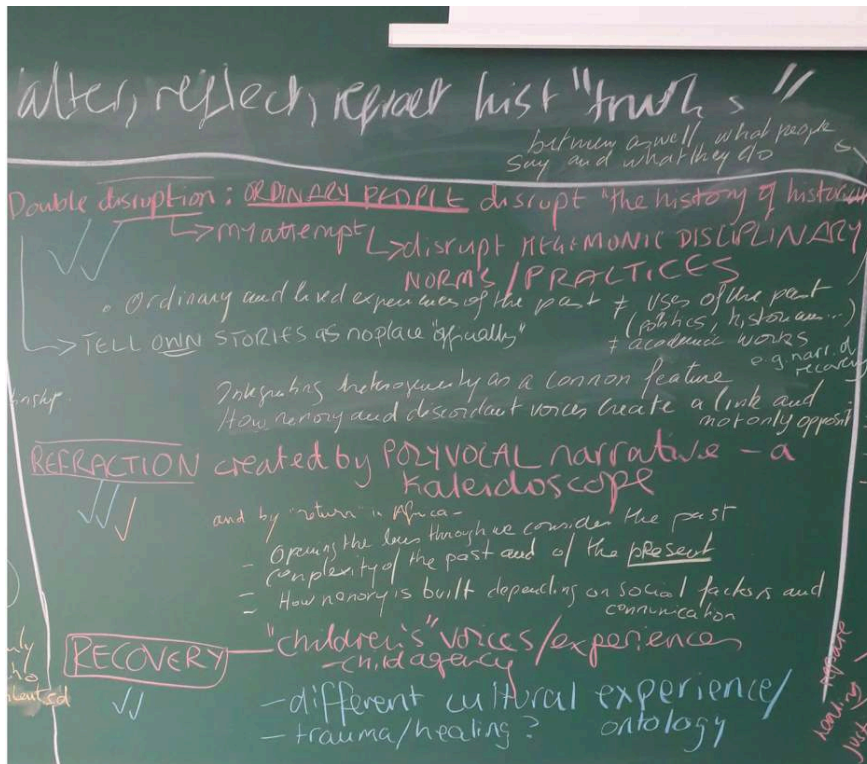 alter, reflect, refract hist "truths"
between as well what people
say and what they do
Double disruption: ORDINARY PEOPLE disrupt "the history of historian
↳ my attempt ↳ disrupt HEGEMONIC DISCIPLINARY
NORMS/PRACTICES
• Ordinary and lived experiences of the past ≠ uses of the past
(politics, historians...)
→ TELL OWN STORIES as no place "officially"
≠ academic works
e.g. narr. of
recovery
Integrating heterogeneity as a common feature
How memory and discordant voices create a link and
not only opposit
REFRACTION created by POLYVOCAL narrative - a
Kaleidoscope
and by "return" in Africa -
- Opening the lens through we consider the past
- complexity of the past and of the present
- How memory is built depending on social factors and
communication
RECOVERY - "children's" voices/experiences
- child agency
- different cultural experience/
ontology
- trauma/healing?